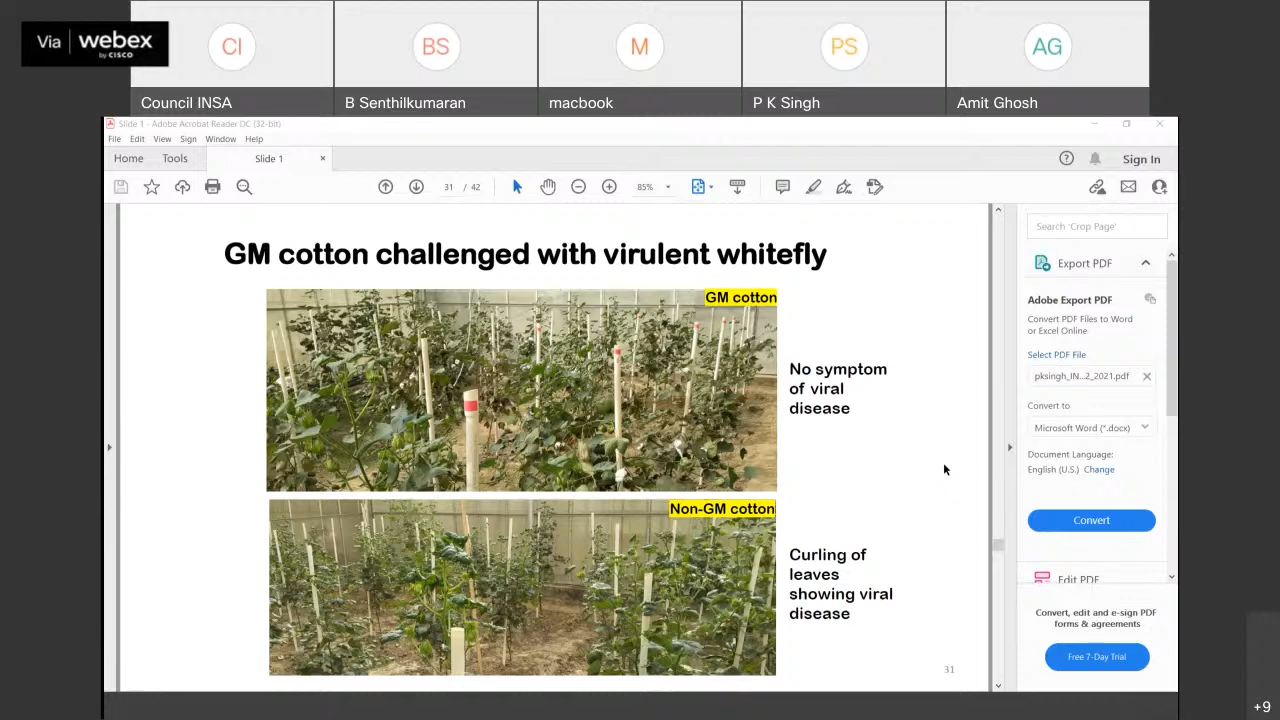 Via webex
by CISCO
CI
BS
M
PS
AG
Council INSA
B Senthilkumaran
macbook
P K Singh
Amit Ghosh
Slide 1 - Adobe Acrobat Reader DC (32-bit)
File Edit View Sign Window Help
Home Tools Slide 1 × Sign In
31 / 42 85%
GM cotton challenged with virulent whitefly
GM cotton
No symptom
of viral
disease
Non-GM cotton
Curling of
leaves
showing viral
disease
31
Search 'Crop Page'
Export PDF
Adobe Export PDF
Convert PDF Files to Word
or Excel Online
Select PDF File
pksingh_IN...2_2021.pdf
Convert to
Microsoft Word (*.docx)
Document Language:
English (U.S.) Change
Convert
Edit PDF
Convert, edit and e-sign PDF
forms & agreements
Free 7-Day Trial
+9